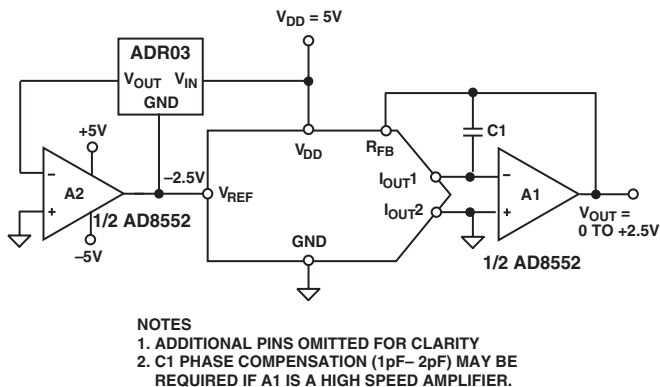 V_DD = 5V
ADR03
V_OUT V_IN
GND
+5V
−
A2
+
−5V
1/2 AD8552
−2.5V
V_REF
V_DD
R_FB
GND
I_OUT1
I_OUT2
C1
−
A1
+
V_OUT =
0 TO +2.5V
1/2 AD8552
NOTES
1. ADDITIONAL PINS OMITTED FOR CLARITY
2. C1 PHASE COMPENSATION (1pF– 2pF) MAY BE
REQUIRED IF A1 IS A HIGH SPEED AMPLIFIER.